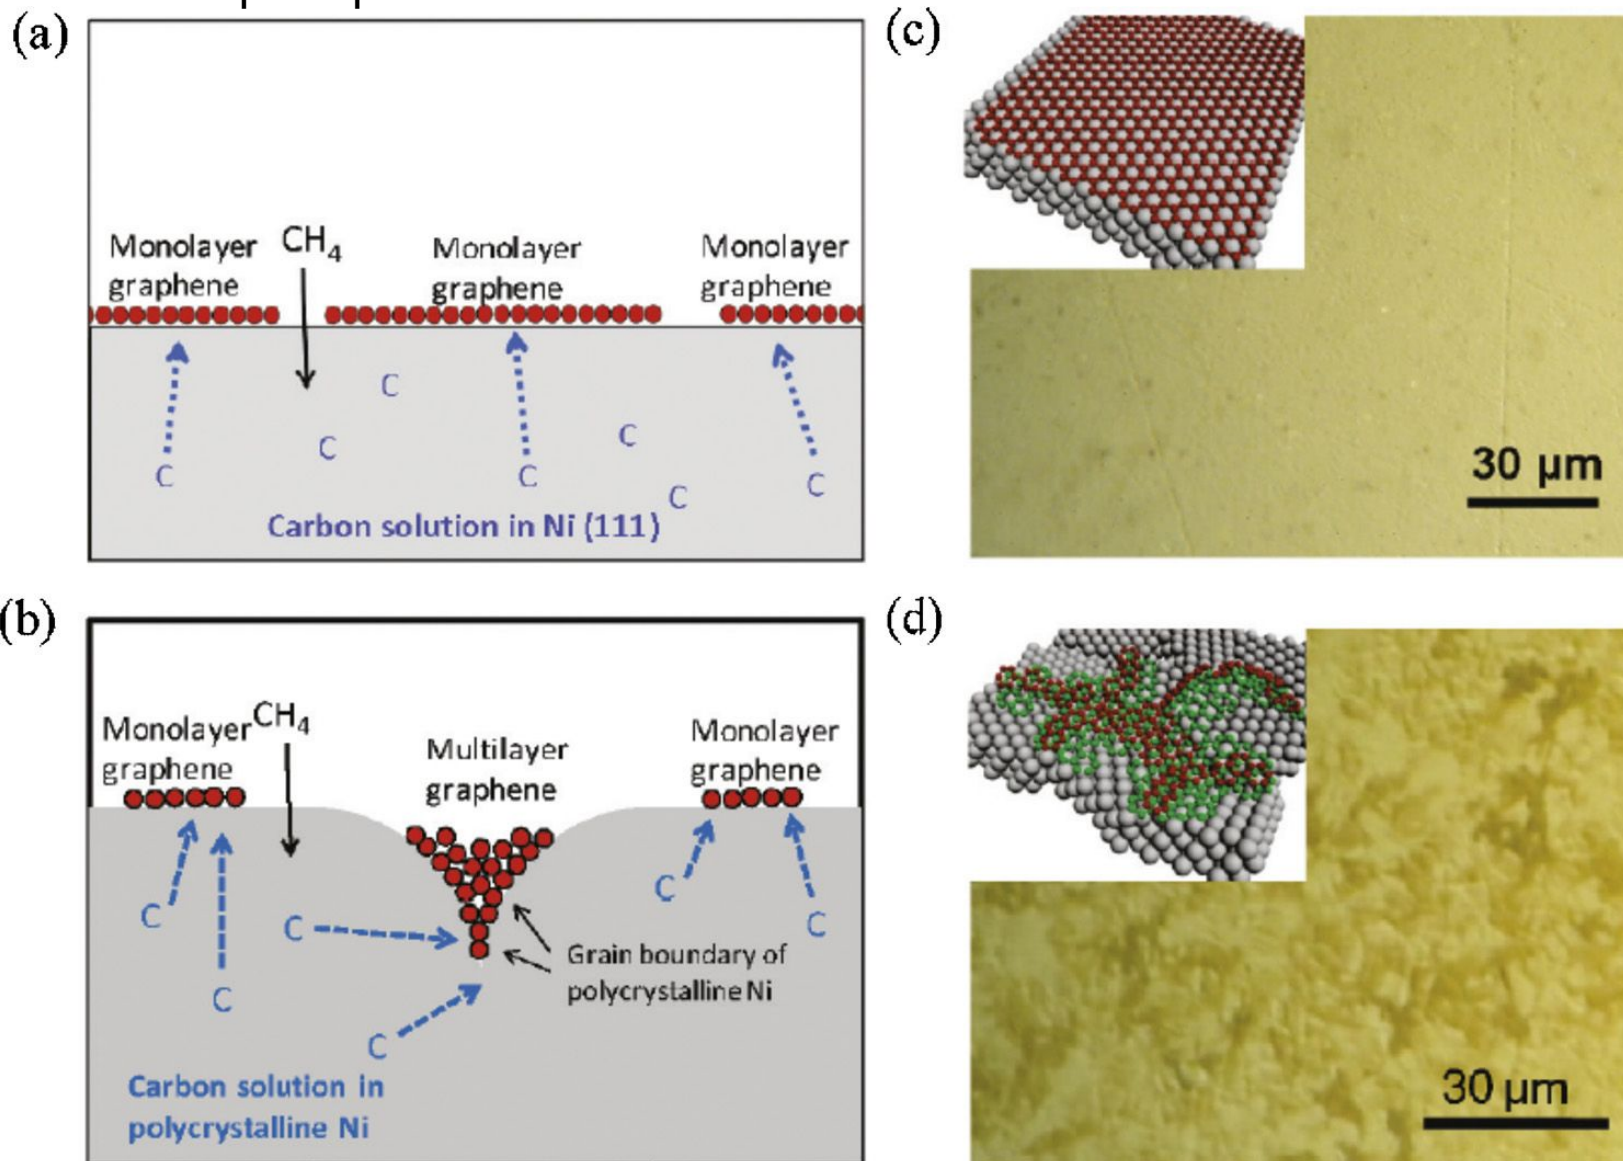 (a)
Monolayer
graphene
CH4
Monolayer
graphene
Monolayer
graphene
C
C
C
C
C
C
C
Carbon solution in Ni (111)
(c)
30 µm
(b)
Monolayer
graphene
CH4
Multilayer
graphene
Monolayer
graphene
C
C
C
C
C
C
Grain boundary of
polycrystalline Ni
Carbon solution in
polycrystalline Ni
(d)
30 µm